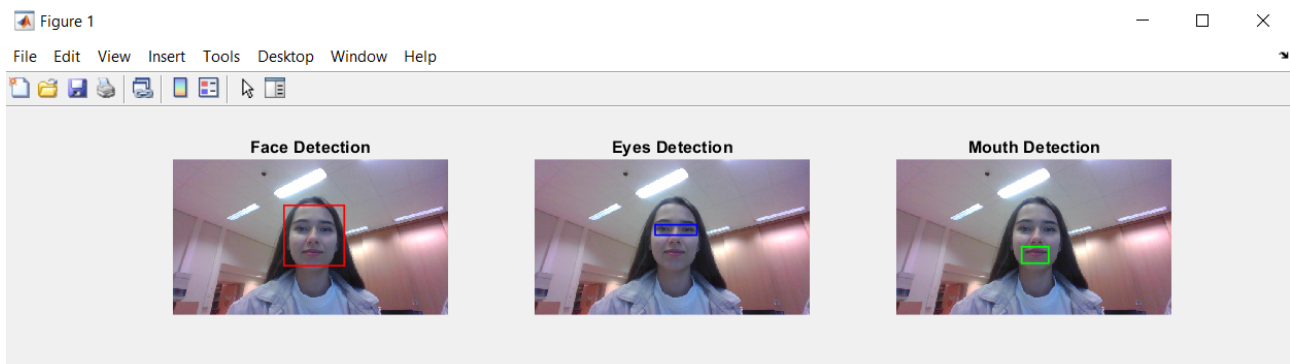 Figure 1
File Edit View Insert Tools Desktop Window Help
Face Detection
Eyes Detection
Mouth Detection